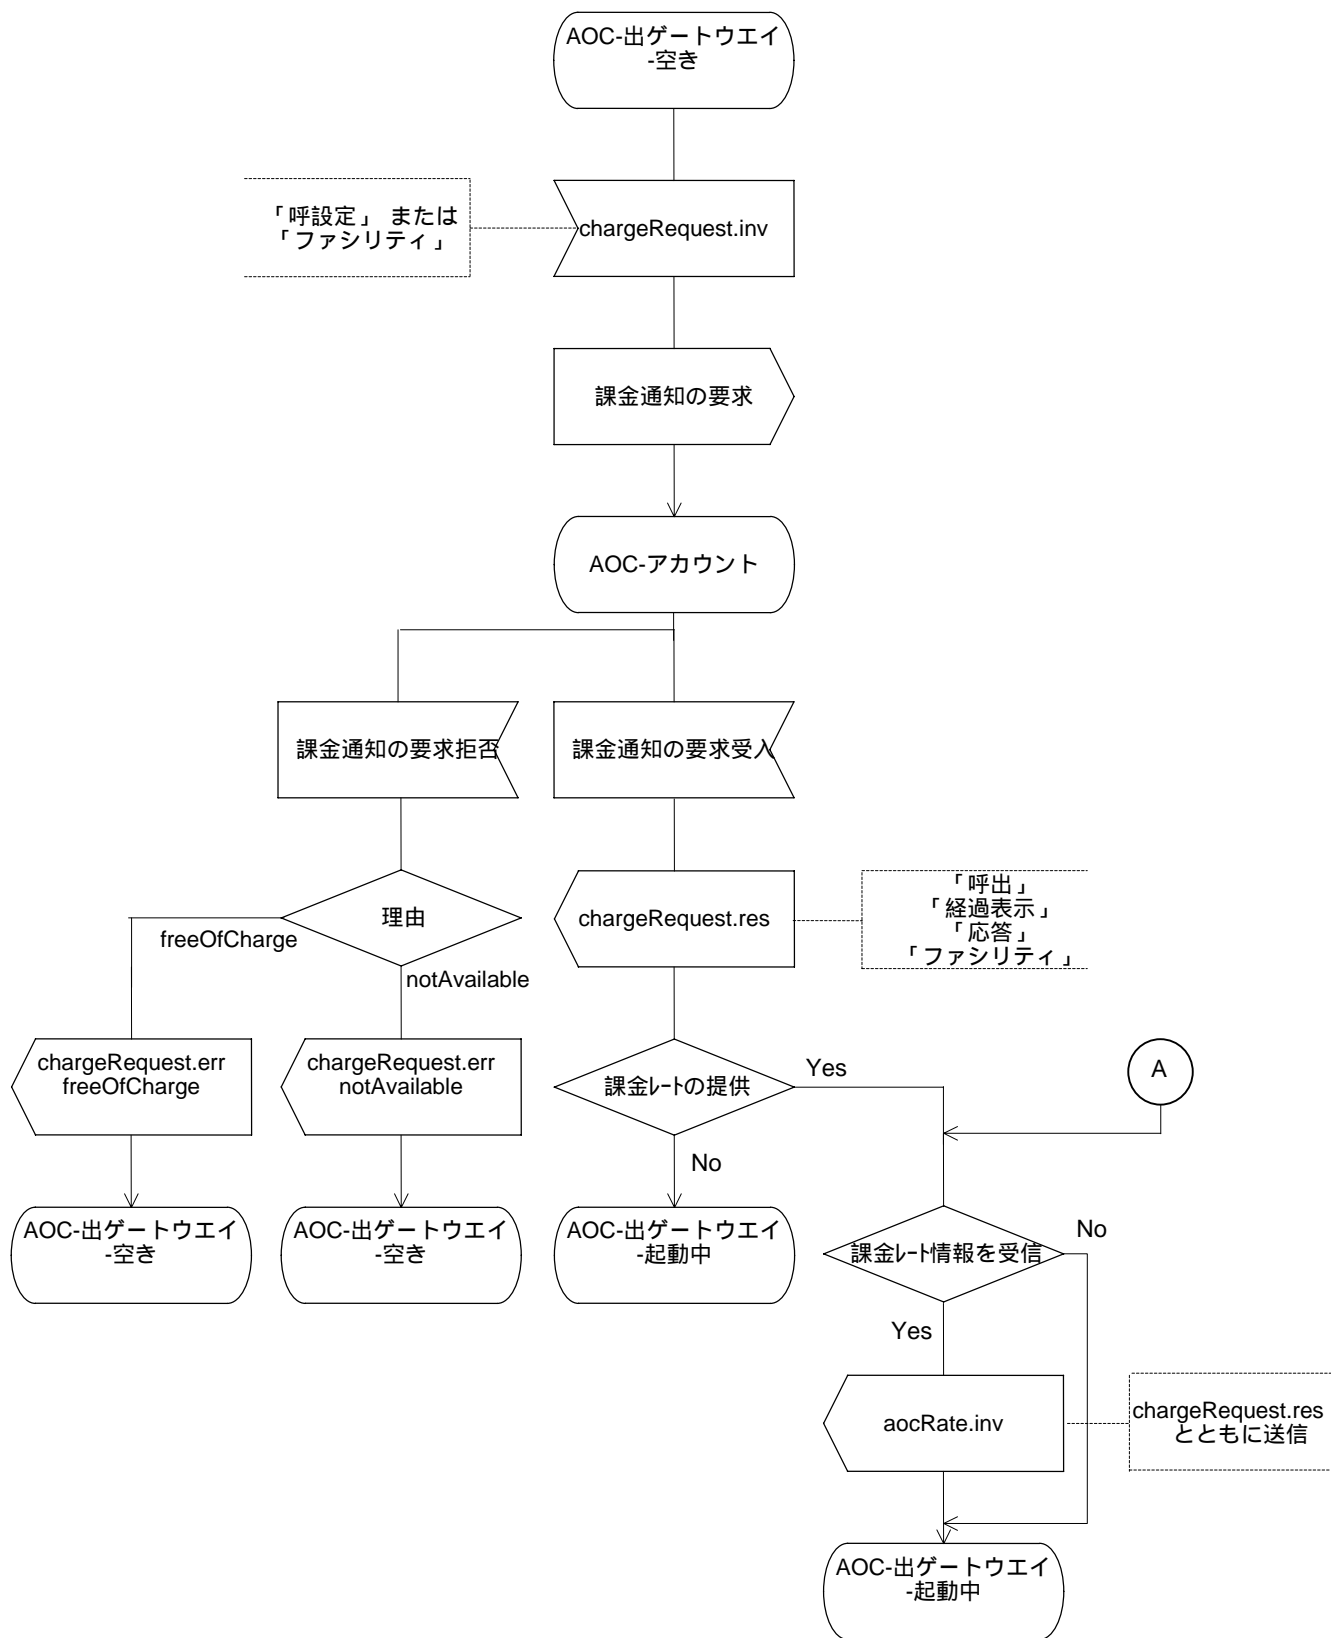 AOC-出ゲートウエイ
-空き
「呼設定」 または
「ファシリティ」
chargeRequest.inv
課金通知の要求
AOC-アカウント
課金通知の要求拒否
課金通知の要求受入
理由
freeOfCharge
notAvailable
chargeRequest.res
「呼出」
「経過表示」
「応答」
「ファシリティ」
chargeRequest.err
freeOfCharge
chargeRequest.err
notAvailable
課金ﾚｰﾄの提供
Yes
No
A
AOC-出ゲートウエイ
-空き
AOC-出ゲートウエイ
-空き
AOC-出ゲートウエイ
-起動中
課金ﾚｰﾄ情報を受信
No
Yes
aocRate.inv
chargeRequest.res
とともに送信
AOC-出ゲートウエイ
-起動中